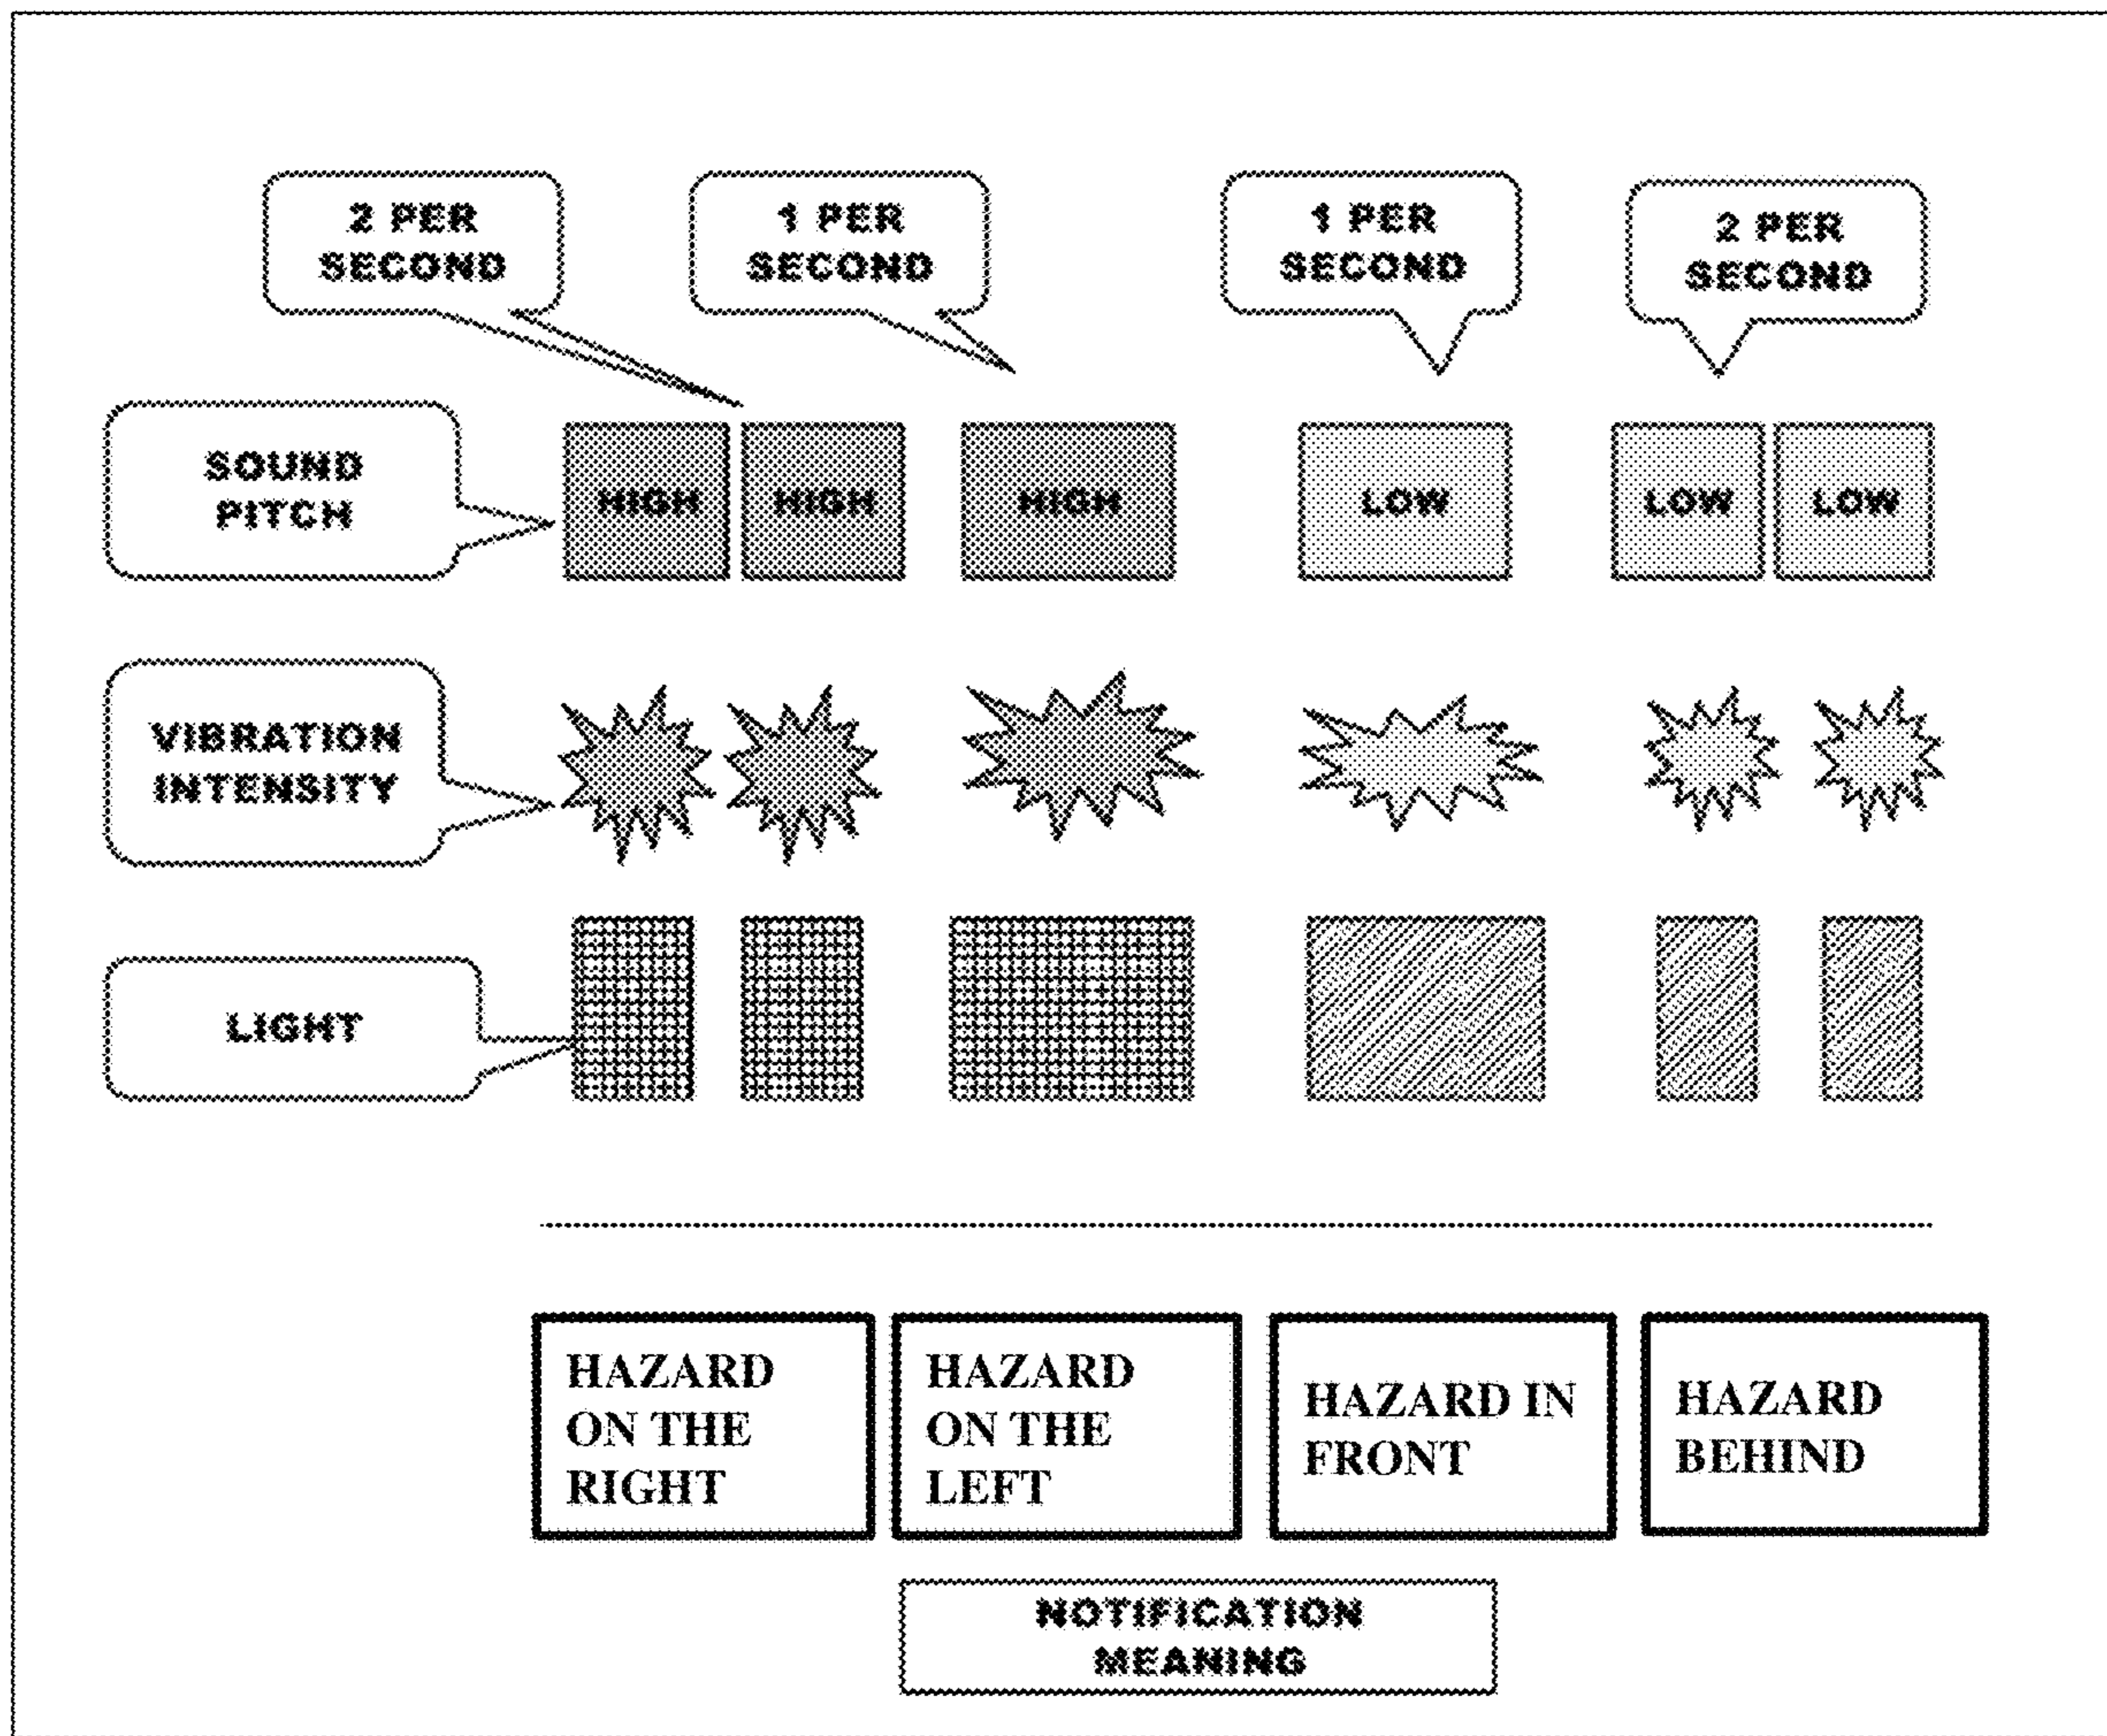 2 PER
SECOND
1 PER
SECOND
1 PER
SECOND
2 PER
SECOND
SOUND
PITCH
HIGH HIGH HIGH LOW LOW LOW
VIBRATION
INTENSITY
LIGHT
HAZARD
ON THE
RIGHT
HAZARD
ON THE
LEFT
HAZARD IN
FRONT
HAZARD
BEHIND
NOTIFICATION
MEANING